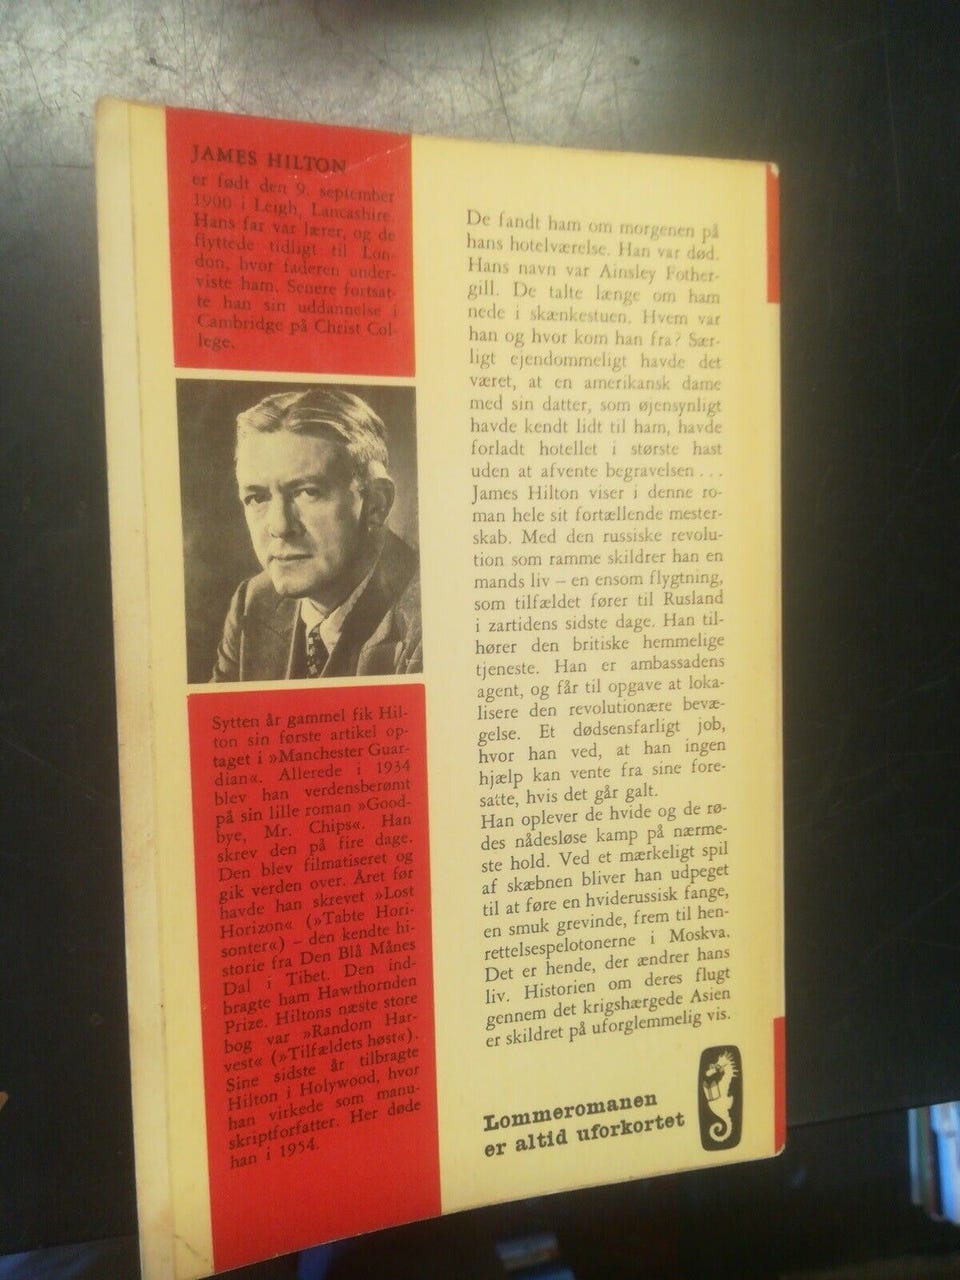 JAMES HILTON
er født den 9. september
1900 i Leigh, Lancashire.
Hans far var lærer, og de
flyttede tidligt til Lon-
don, hvor faderen under-
viste ham. Senere fortsat-
te han sin uddannelse i
Cambridge på Christ Col-
lege.
Sytten år gammel fik Hil-
ton sin første artikel op-
taget i »Manchester Guar-
dian«. Allerede i 1934
blev han verdensberømt
på sin lille roman »Good-
bye, Mr. Chips«. Han
skrev den på fire dage.
Den blev filmatiseret og
gik verden over. Året før
havde han skrevet »Lost
Horizon« (»Tabte Hori-
sonter«) – den kendte hi-
storie fra Den Blå Månes
Dal i Tibet. Den ind-
bragte ham Hawthornden
Prize. Hiltons næste store
bog var »Random Har-
vest« (»Tilfældets høst«).
Sine sidste år tilbragte
Hilton i Holywood, hvor
han virkede som manu-
skriptforfatter. Her døde
han i 1954.
De fandt ham om morgenen på
hans hotelværelse. Han var død.
Hans navn var Ainsley Fother-
gill. De talte længe om ham
nede i skænkestuen. Hvem var
han og hvor kom han fra? Sær-
ligt ejendommeligt havde det
været, at en amerikansk dame
med sin datter, som øjensynligt
havde kendt lidt til ham, havde
forladt hotellet i største hast
uden at afvente begravelsen . . .
James Hilton viser i denne ro-
man hele sit fortællende mester-
skab. Med den russiske revolu-
tion som ramme skildrer han en
mands liv – en ensom flygtning,
som tilfældet fører til Rusland
i zartidens sidste dage. Han til-
hører den britiske hemmelige
tjeneste. Han er ambassadens
agent, og får til opgave at loka-
lisere den revolutionære bevæ-
gelse. Et dødsensfarligt job,
hvor han ved, at han ingen
hjælp kan vente fra sine fore-
satte, hvis det går galt.
Han oplever de hvide og de rø-
des nådesløse kamp på nærme-
ste hold. Ved et mærkeligt spil
af skæbnen bliver han udpeget
til at føre en hviderussisk fange,
en smuk grevinde, frem til hen-
rettelsespelotonerne i Moskva.
Det er hende, der ændrer hans
liv. Historien om deres flugt
gennem det krigshærgede Asien
er skildret på uforglemmelig vis.
Lommeromanen
er altid uforkortet